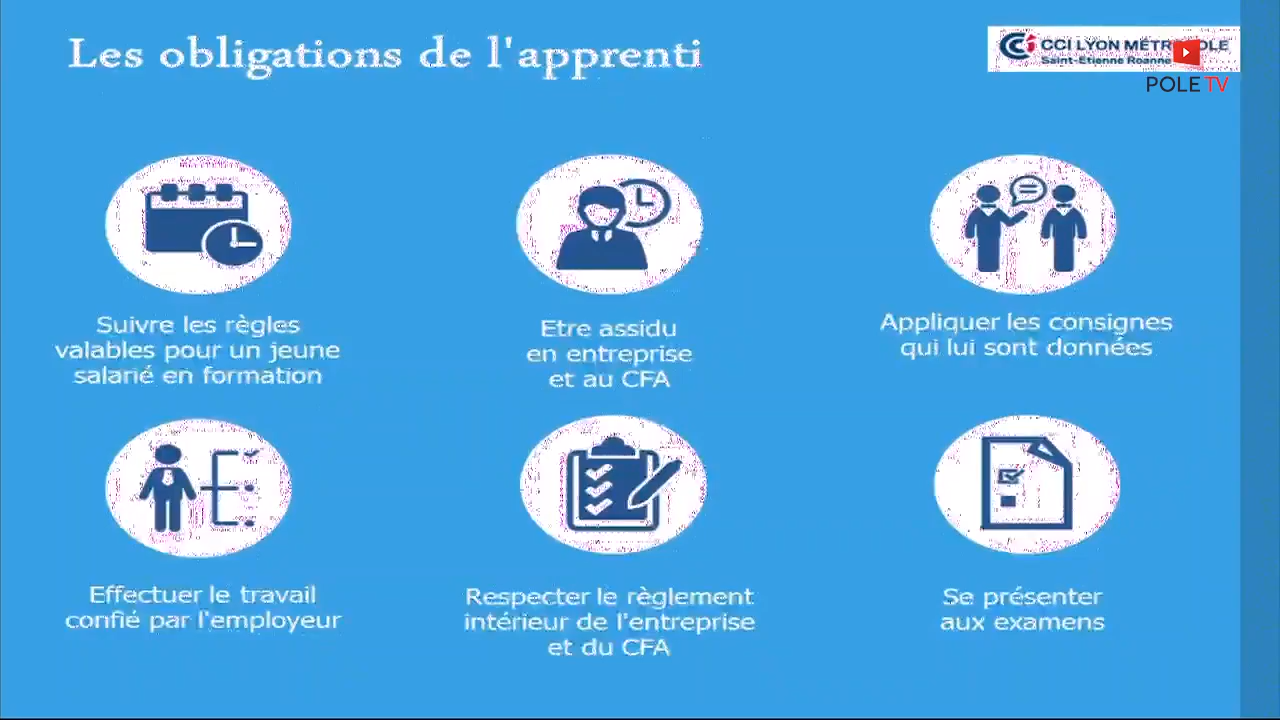 Les obligations de l'apprenti
CCI LYON MÉTROPOLE
Saint-Etienne Roanne
POLE TV
Suivre les règles
valables pour un jeune
salarié en formation
Etre assidu
en entreprise
et au CFA
Appliquer les consignes
qui lui sont données
Effectuer le travail
confié par l'employeur
Respecter le règlement
intérieur de l'entreprise
et du CFA
Se présenter
aux examens